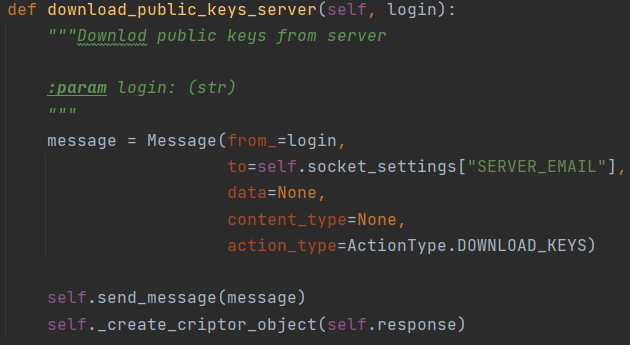 def download_public_keys_server(self, login):
    """Downlod public keys from server

    :param login: (str)
    """
    message = Message(from_=login,
                      to=self.socket_settings["SERVER_EMAIL"],
                      data=None,
                      content_type=None,
                      action_type=ActionType.DOWNLOAD_KEYS)

    self.send_message(message)
    self._create_criptor_object(self.response)